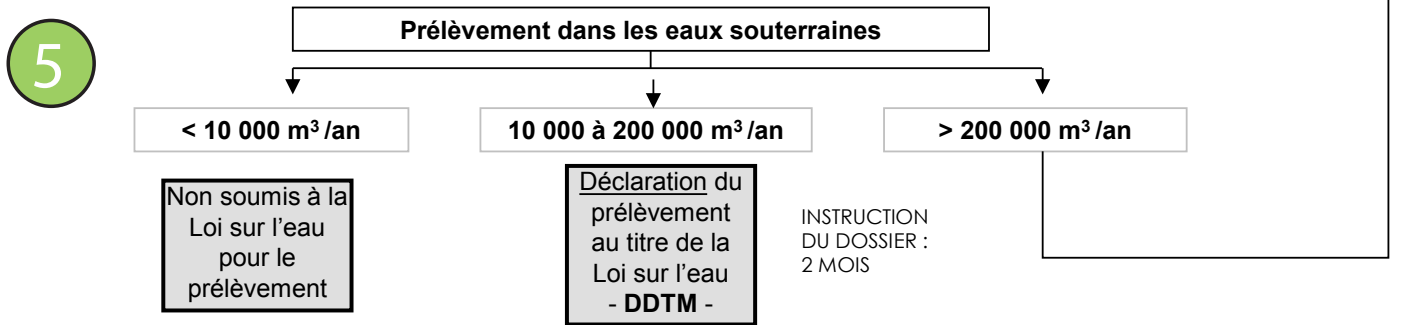 5
Prélèvement dans les eaux souterraines
< 10 000 m³ /an
10 000 à 200 000 m³ /an
> 200 000 m³ /an
Non soumis à la
Loi sur l’eau
pour le
prélèvement
Déclaration du
prélèvement
au titre de la
Loi sur l’eau
- DDTM -
INSTRUCTION
DU DOSSIER :
2 MOIS